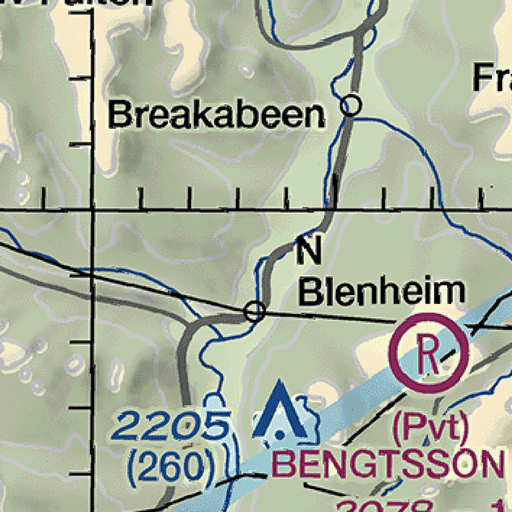 Breakabeen
Fr
N
Blenheim
R
2205
(260)
(Pvt)
BENGTSSON